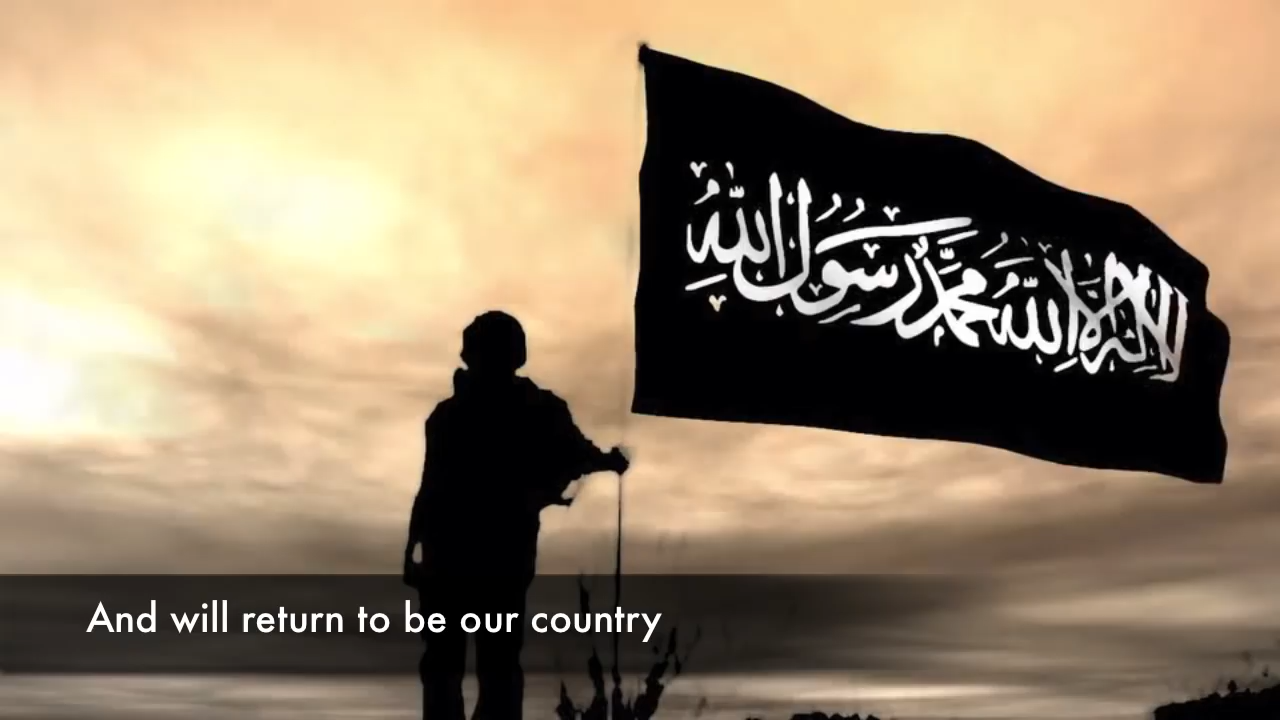 لا إله إلا الله محمد رسول الله
And will return to be our country